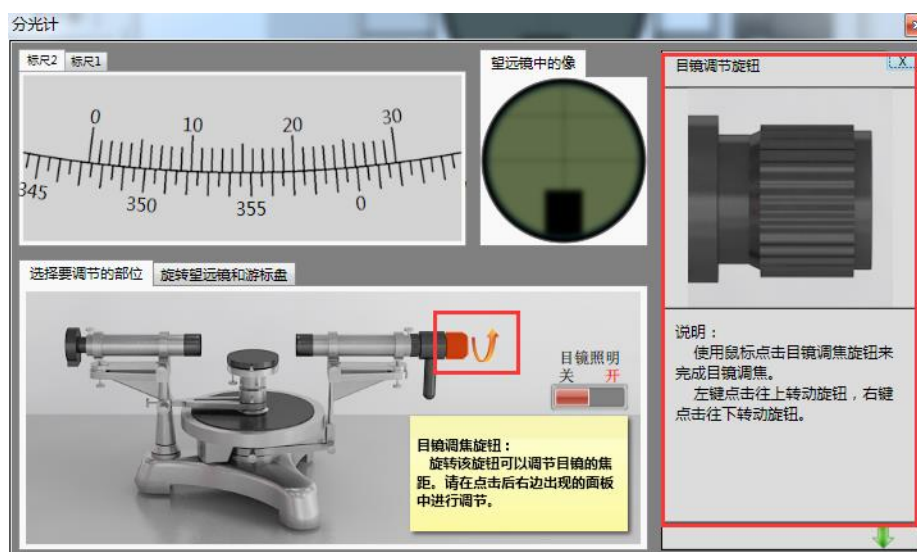 分光计
标尺2 标尺1
0 10 20 30
345 350 355 0
望远镜中的像
目镜调节旋钮
X
选择要调节的部位 旋转望远镜和游标盘
目镜照明
关 开
目镜调焦旋钮：
旋转该旋钮可以调节目镜的焦
距。请在点击后右边出现的面板
中进行调节。
说明：
使用鼠标点击目镜调焦旋钮来
完成目镜调焦。
左键点击往上转动旋钮，右键
点击往下转动旋钮。